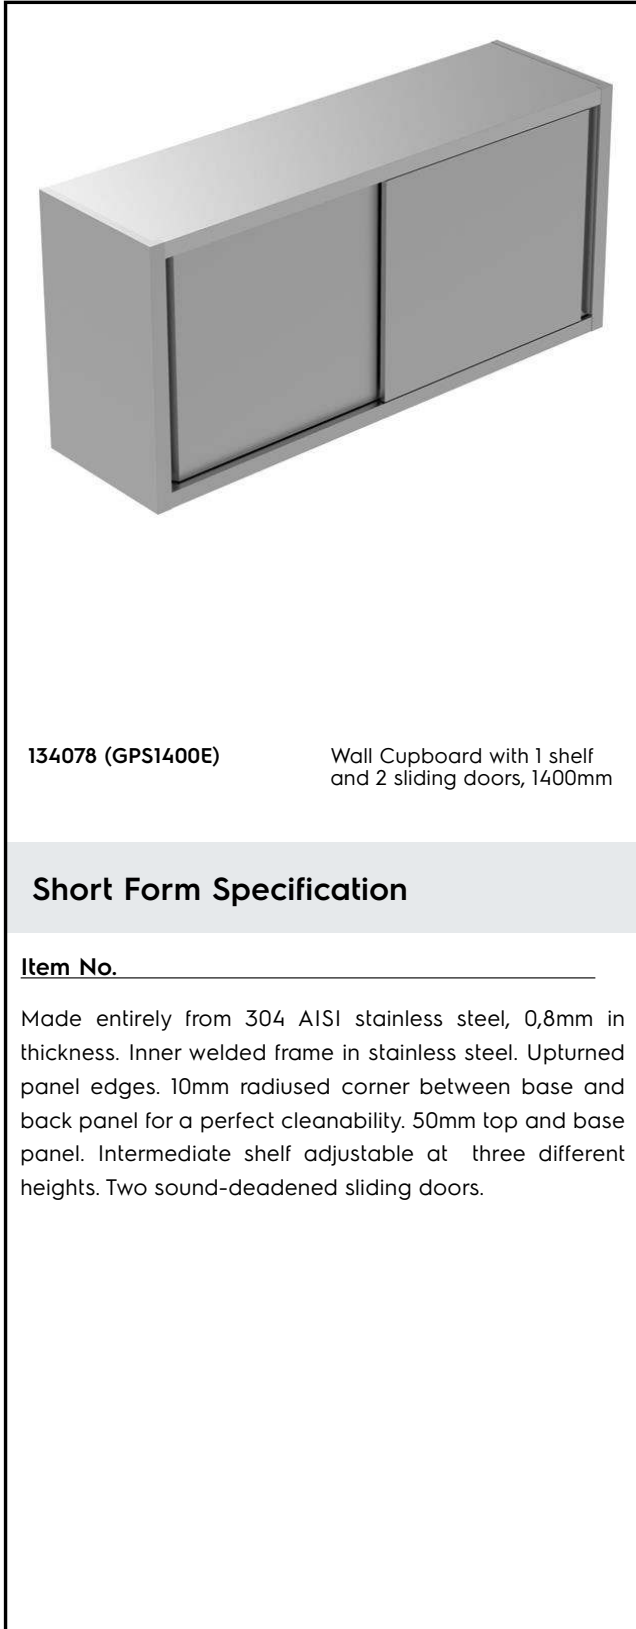 134078 (GPS1400E)
Wall Cupboard with 1 shelf
and 2 sliding doors, 1400mm
Short Form Specification
Item No.
Made entirely from 304 AISI stainless steel, 0,8mm in
thickness. Inner welded frame in stainless steel. Upturned
panel edges. 10mm radiused corner between base and
back panel for a perfect cleanability. 50mm top and base
panel. Intermediate shelf adjustable at three different
heights. Two sound-deadened sliding doors.